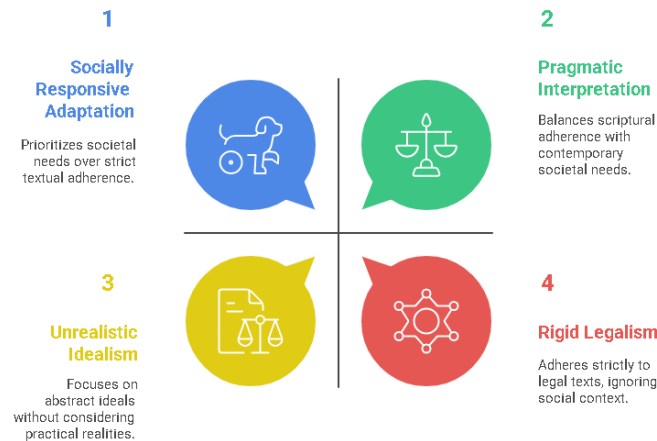 1
Socially
Responsive
Adaptation
Prioritizes societal
needs over strict
textual adherence.
2
Pragmatic
Interpretation
Balances scriptural
adherence with
contemporary
societal needs.
3
Unrealistic
Idealism
Focuses on
abstract ideals
without considering
practical realities.
4
Rigid Legalism
Adheres strictly to
legal texts, ignoring
social context.